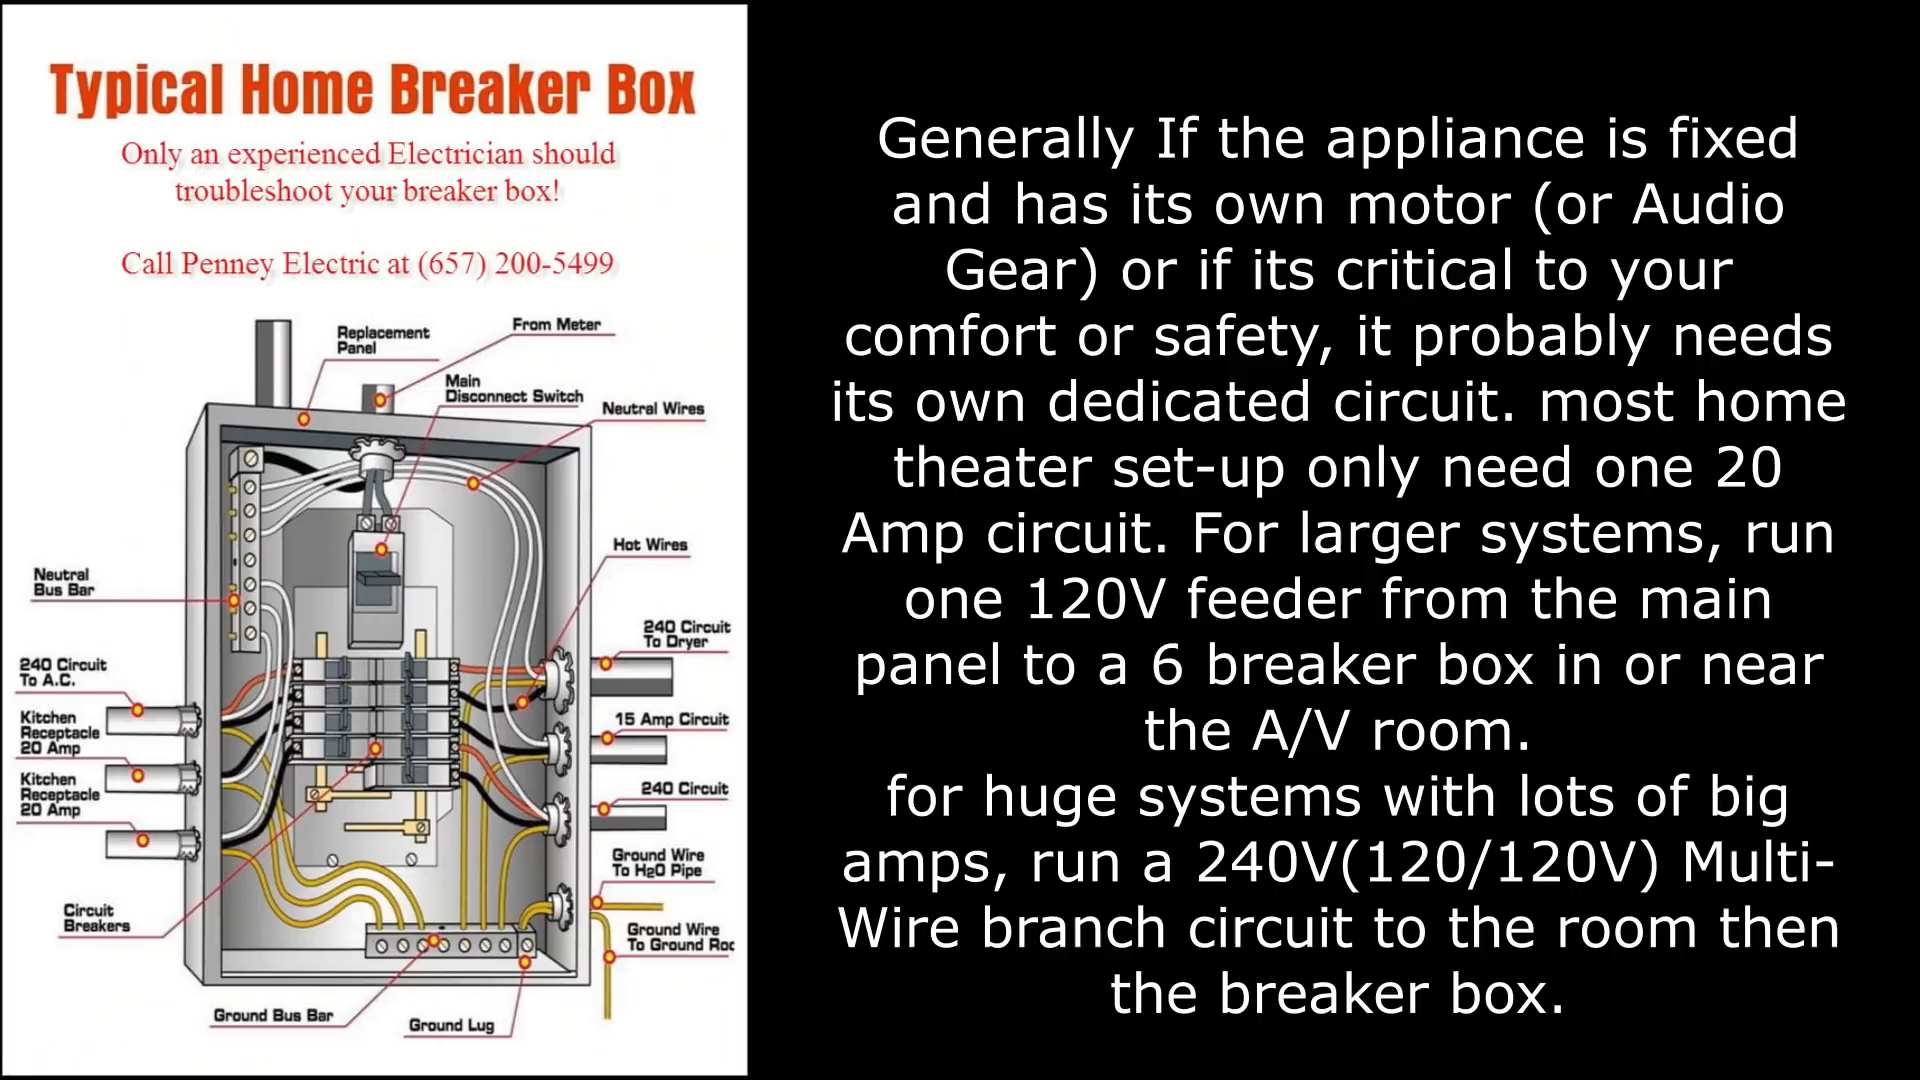 Typical Home Breaker Box
Only an experienced Electrician should
troubleshoot your breaker box!
Call Penney Electric at (657) 200-5499
Replacement
Panel
From Meter
Main
Disconnect Switch
Neutral Wires
Hot Wires
Neutral
Bus Bar
240 Circuit
To Dryer
240 Circuit
To A.C.
15 Amp Circuit
Kitchen
Receptacle
20 Amp
Kitchen
Receptacle
20 Amp
240 Circuit
Ground Wire
To H2O Pipe
Circuit
Breakers
Ground Wire
To Ground Roc
Ground Bus Bar
Ground Lug
Generally If the appliance is fixed
and has its own motor (or Audio
Gear) or if its critical to your
comfort or safety, it probably needs
its own dedicated circuit. most home
theater set-up only need one 20
Amp circuit. For larger systems, run
one 120V feeder from the main
panel to a 6 breaker box in or near
the A/V room.
for huge systems with lots of big
amps, run a 240V(120/120V) Multi-
Wire branch circuit to the room then
the breaker box.